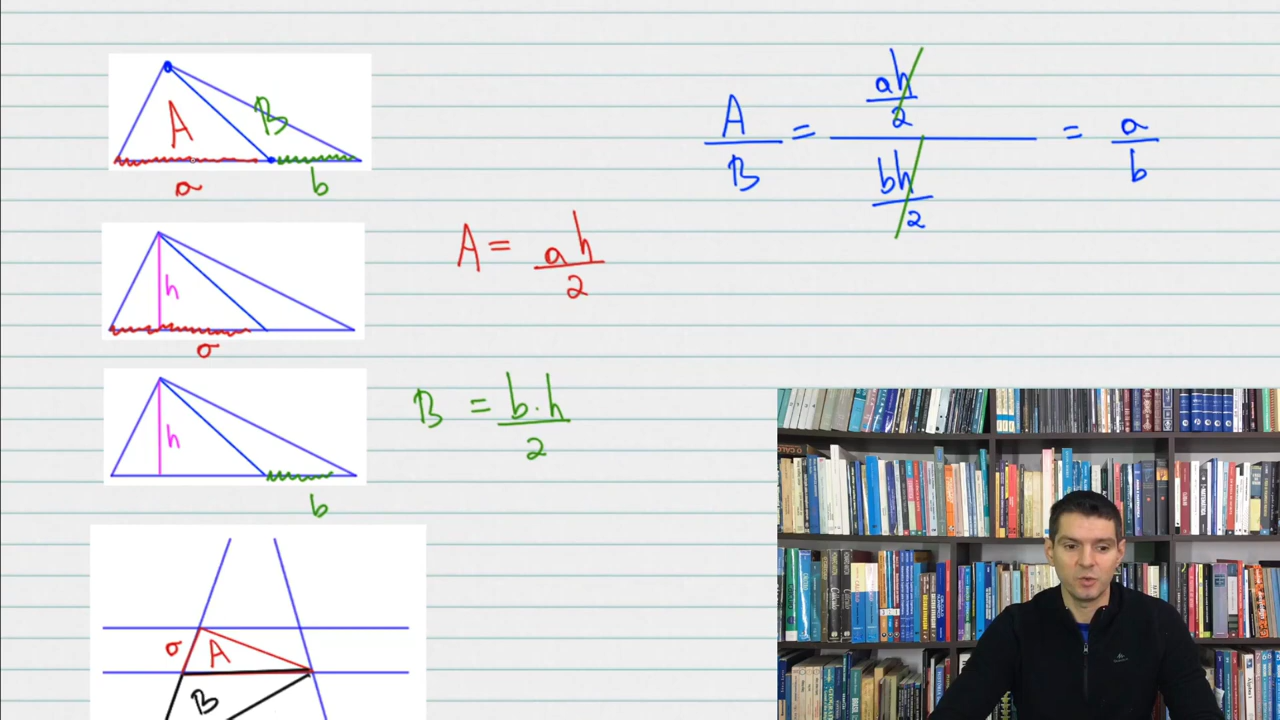 A B
a b
h
a
A = ah/2
A/B = (ah/2)/(bh/2) = a/b
h
b
B = b.h/2
a A
B